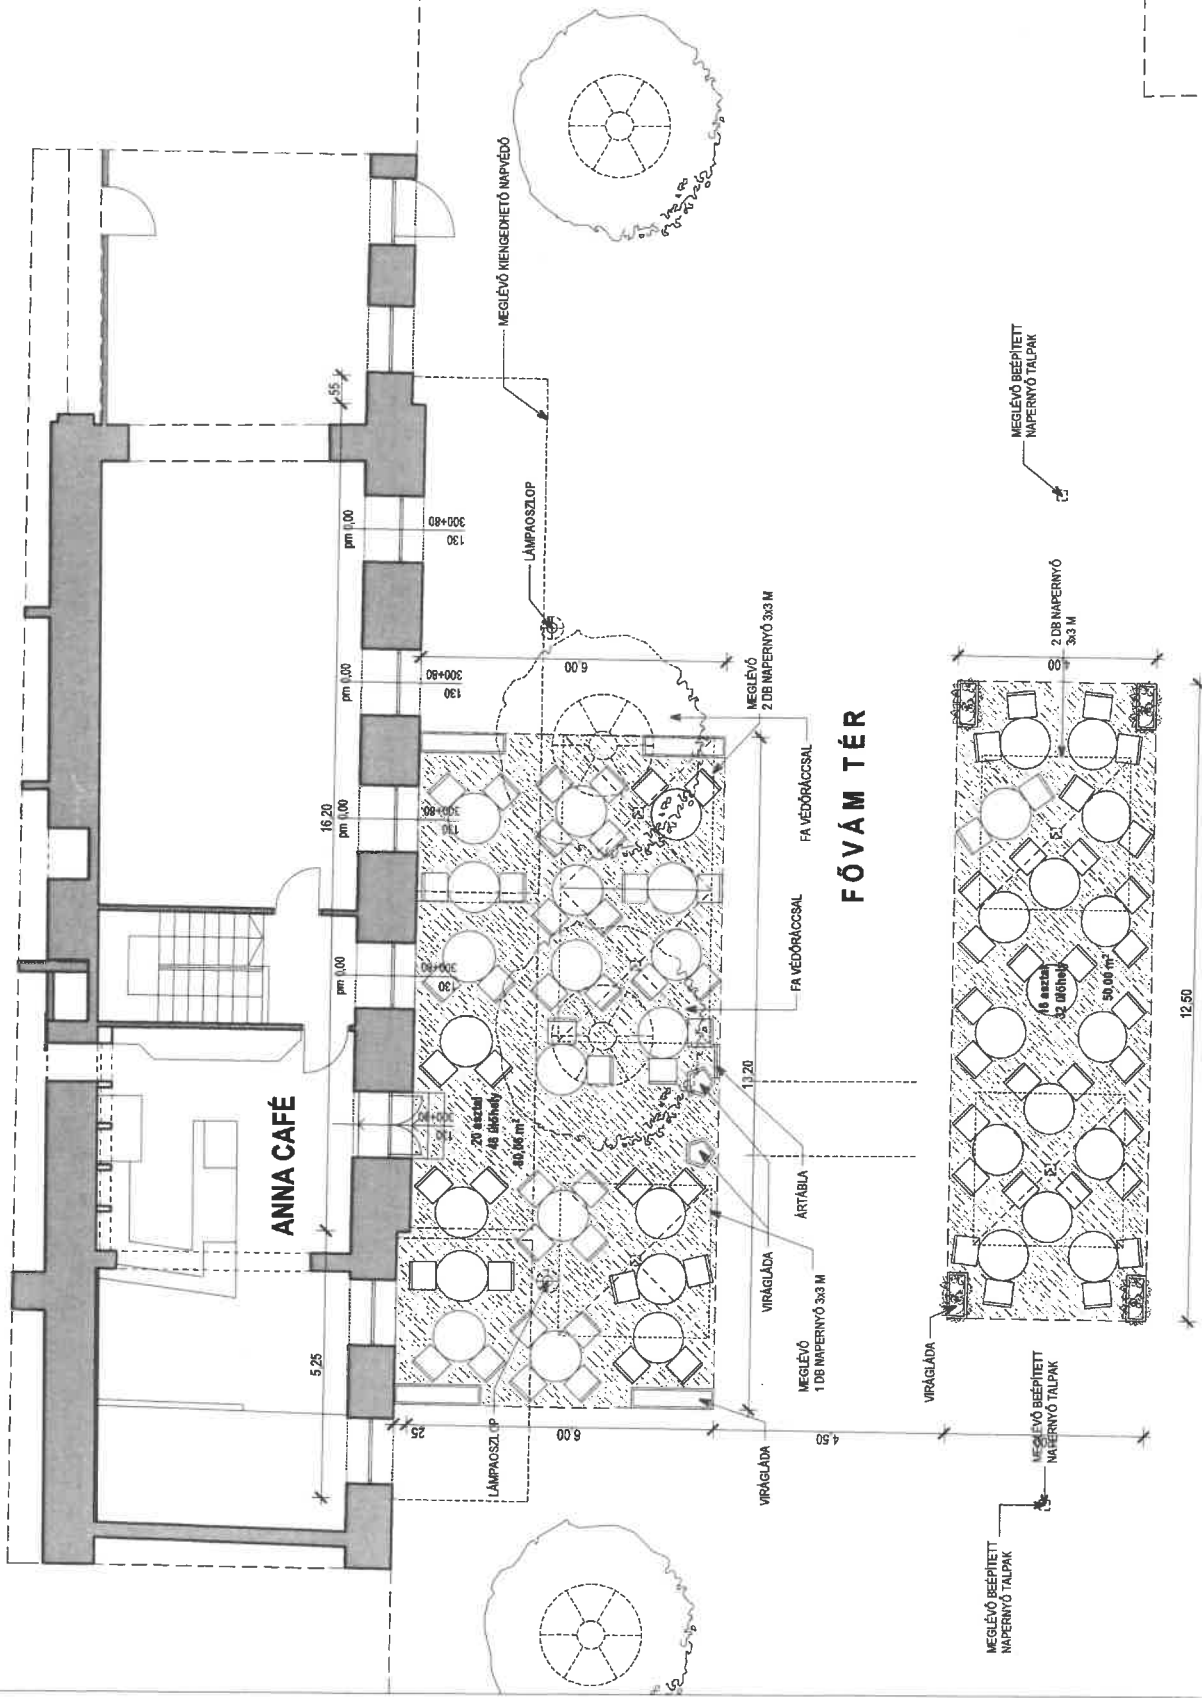 MEGLÉVŐ KIENGEDHETŐ NAPVÉDŐ
MEGLÉVŐ BEÉPÍTETT
NAPERNYŐ TALPAK
55
pm 0,00
130
300+80
LÁMPAOSZLOP
2 DB NAPERNYŐ
3x3 M
pm 0,00
130
300+80
6.00
MEGLÉVŐ
2 DB NAPERNYŐ 3x3 M
4.00
16,20
pm 0,00
130
300+80
FA VÉDŐRÁCCSAL
FŐVÁM TÉR
pm 0,00
130
300+80
FA VÉDŐRÁCCSAL
16 asztal
32 ülőhely
50,00 m²
12,50
ANNA CAFÉ
130
300+80
20 asztal
48 ülőhely
13,20
ÁRTÁBLA
VIRÁGLÁDA
MEGLÉVŐ
1 DB NAPERNYŐ 3x3 M
VIRÁGLÁDA
5,25
25
LÁMPAOSZLOP
6.00
VIRÁGLÁDA
4.50
MEGLÉVŐ BEÉPÍTETT
NAPERNYŐ TALPAK
MEGLÉVŐ BEÉPÍTETT
NAPERNYŐ TALPAK